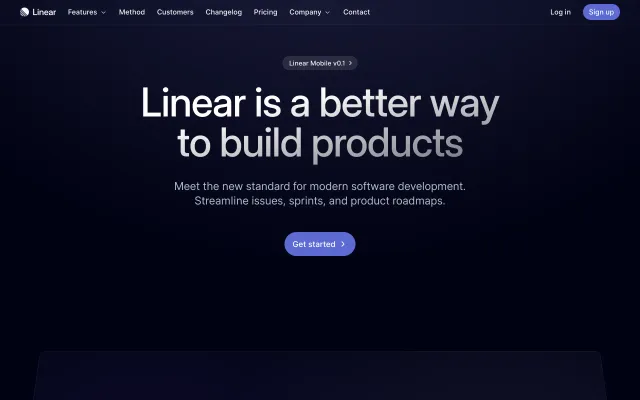 Linear Features Method Customers Changelog Pricing Company Contact Log in Sign up
Linear Mobile v0.1
Linear is a better way
to build products
Meet the new standard for modern software development.
Streamline issues, sprints, and product roadmaps.
Get started